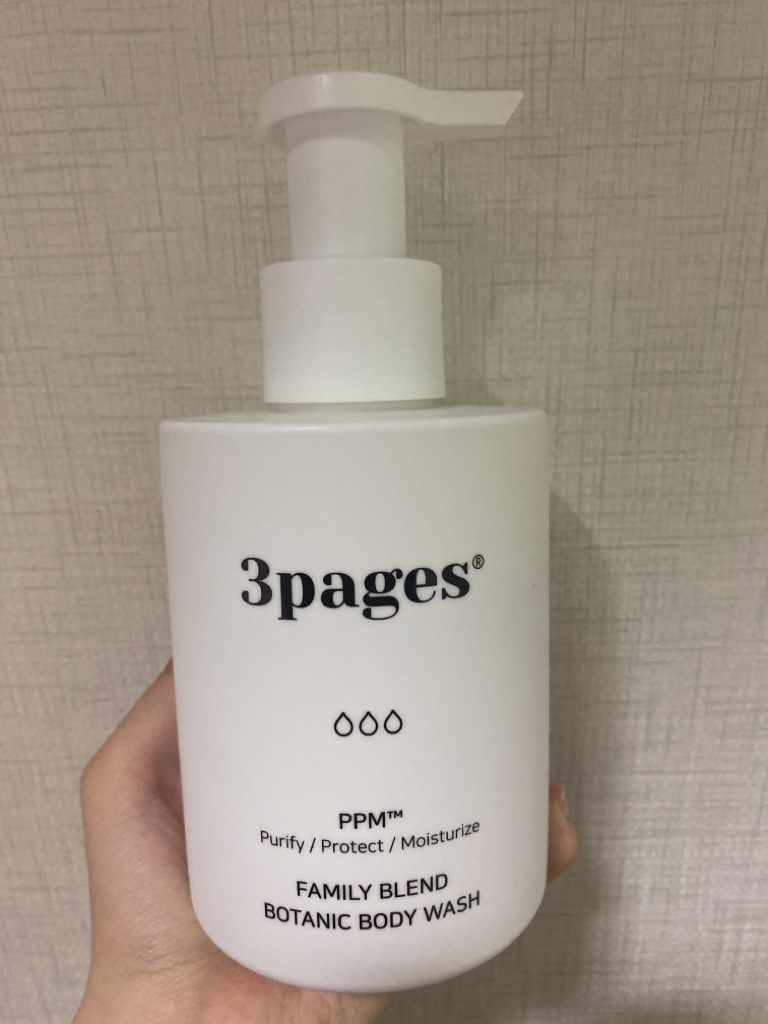 3pages®
PPM™
Purify / Protect / Moisturize
FAMILY BLEND
BOTANIC BODY WASH